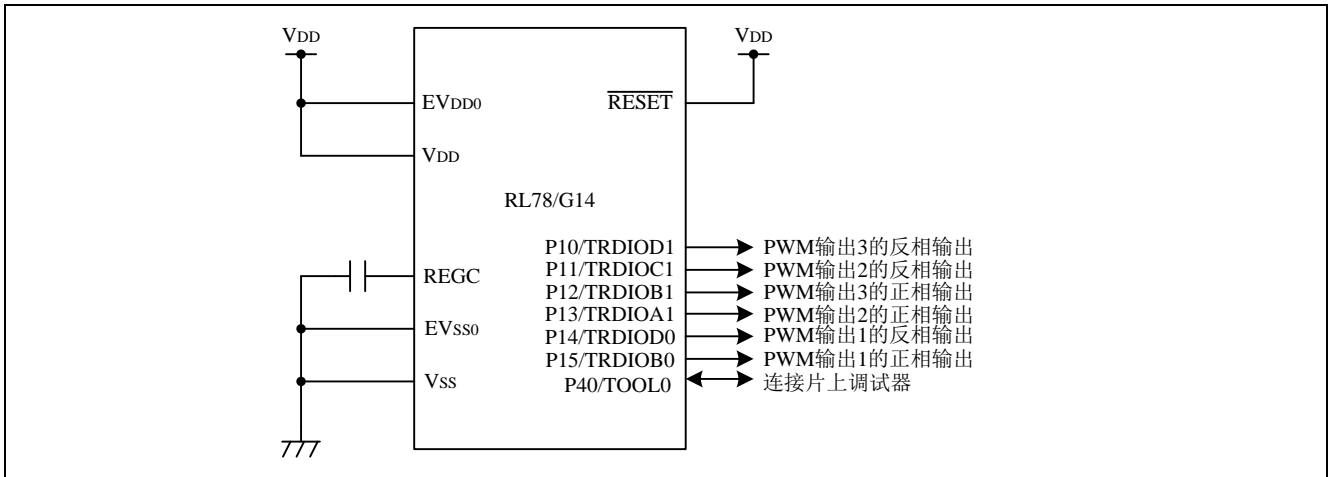 VDD
VDD
EVDD0
RESET
VDD
RL78/G14
P10/TRDIOD1
PWM输出3的反相输出
P11/TRDIOC1
PWM输出2的反相输出
REGC
P12/TRDIOB1
PWM输出3的正相输出
P13/TRDIOA1
PWM输出2的正相输出
EVSS0
P14/TRDIOD0
PWM输出1的反相输出
P15/TRDIOB0
PWM输出1的正相输出
VSS
P40/TOOL0
连接片上调试器